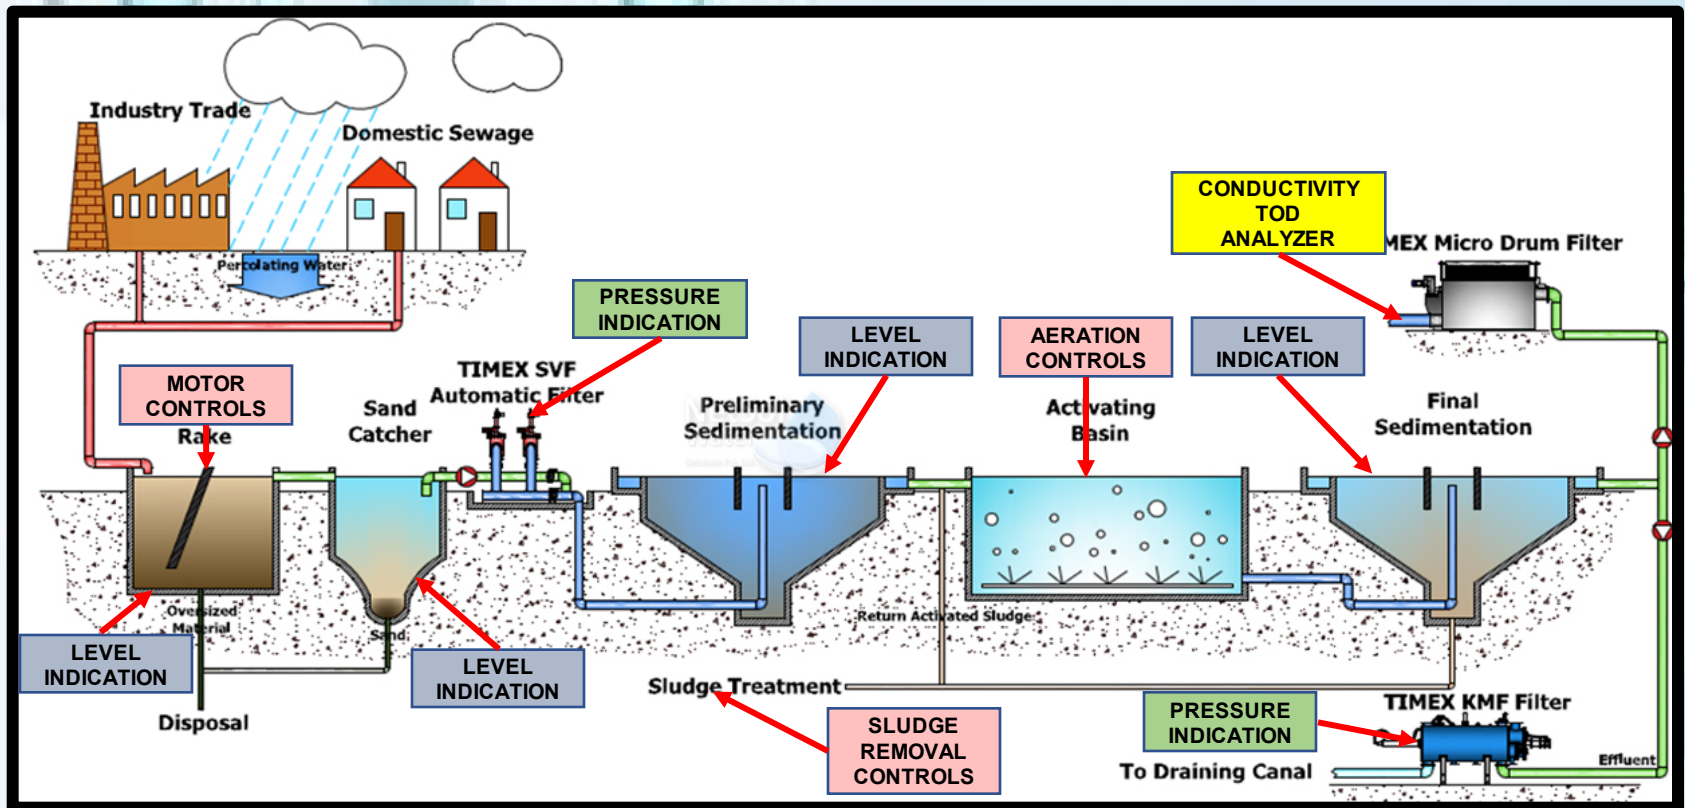 Industry Trade
Domestic Sewage
Percolating Water
CONDUCTIVITY
TOD
ANALYZER
MEX Micro Drum Filter
PRESSURE
INDICATION
LEVEL
INDICATION
AERATION
CONTROLS
LEVEL
INDICATION
MOTOR
CONTROLS
Rake
Sand
Catcher
TIMEX SVF
Automatic Filter
Preliminary
Sedimentation
Activating
Basin
Final
Sedimentation
Oversized
Material
Sand
Return Activated Sludge
LEVEL
INDICATION
LEVEL
INDICATION
Sludge Treatment
Disposal
SLUDGE
REMOVAL
CONTROLS
PRESSURE
INDICATION
TIMEX KMF Filter
To Draining Canal
Effluent